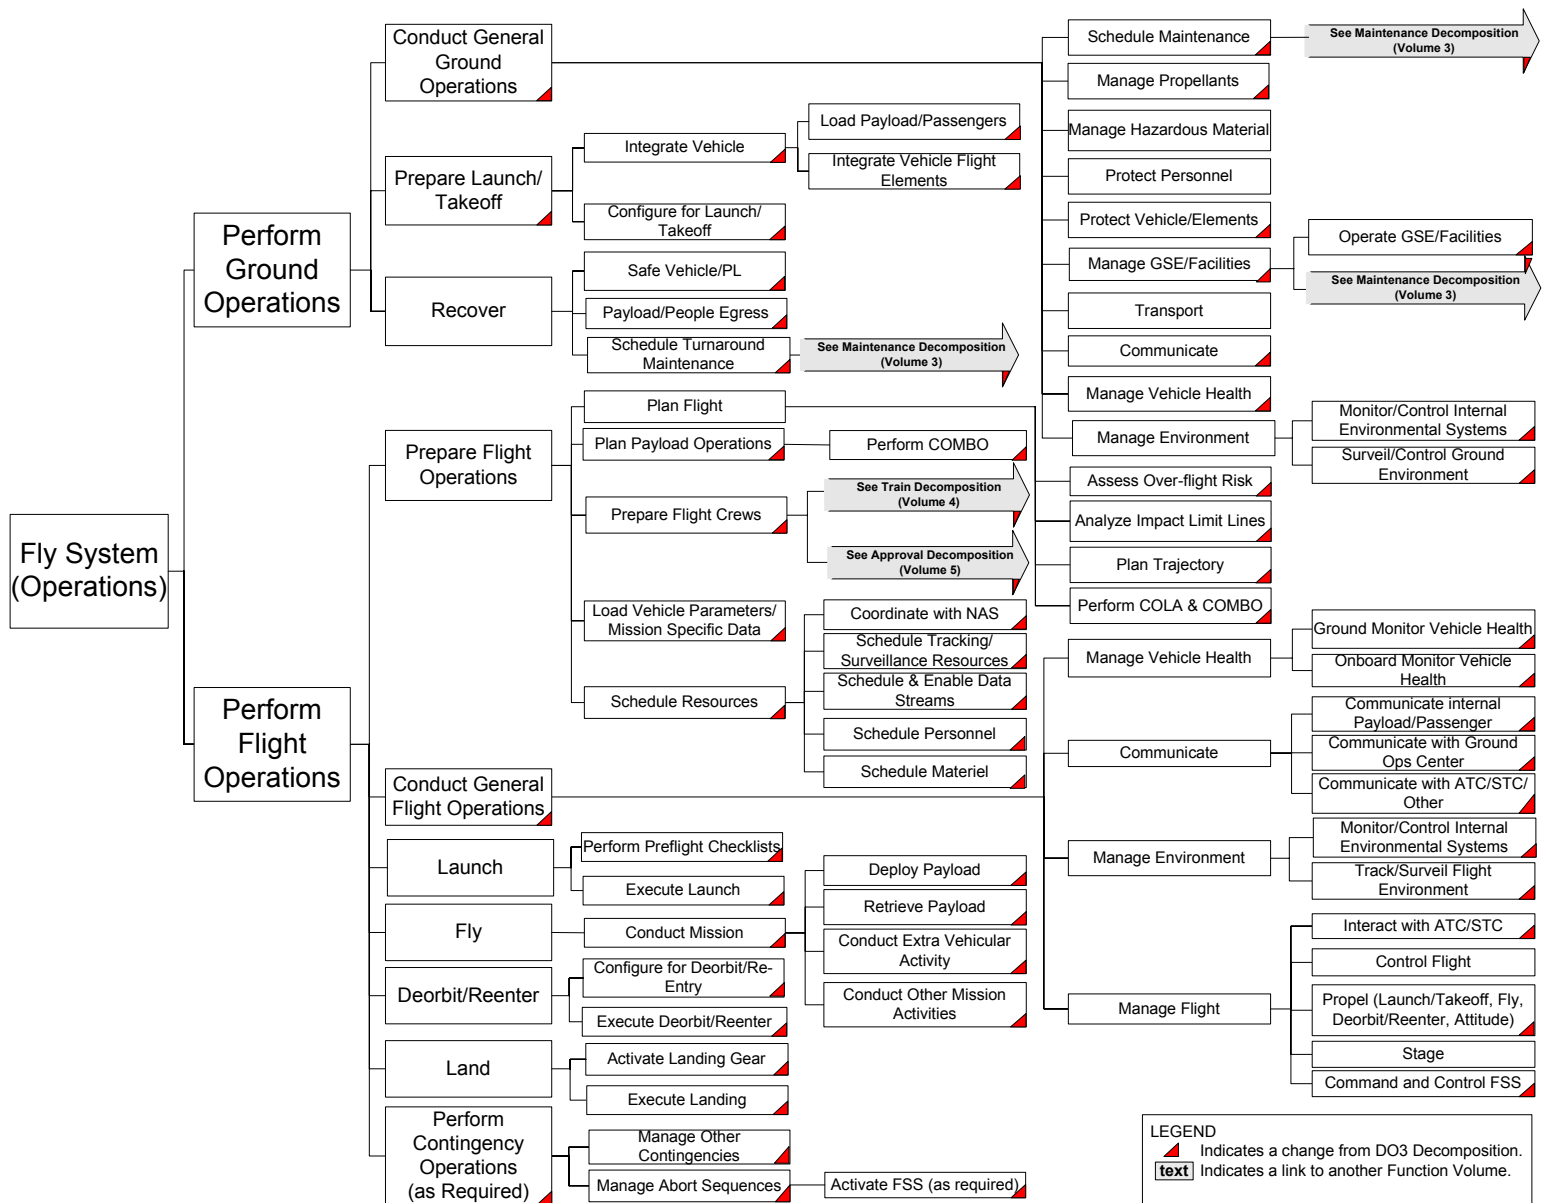 Fly System
(Operations)
Perform
Ground
Operations
Conduct General
Ground
Operations
Schedule Maintenance
See Maintenance Decomposition
(Volume 3)
Manage Propellants
Manage Hazardous Material
Protect Personnel
Protect Vehicle/Elements
Manage GSE/Facilities
Operate GSE/Facilities
See Maintenance Decomposition
(Volume 3)
Transport
Communicate
Manage Vehicle Health
Manage Environment
Monitor/Control Internal
Environmental Systems
Surveil/Control Ground
Environment
Prepare Launch/
Takeoff
Integrate Vehicle
Load Payload/Passengers
Integrate Vehicle Flight
Elements
Configure for Launch/
Takeoff
Recover
Safe Vehicle/PL
Payload/People Egress
Schedule Turnaround
Maintenance
See Maintenance Decomposition
(Volume 3)
Perform
Flight
Operations
Prepare Flight
Operations
Plan Flight
Assess Over-flight Risk
Analyze Impact Limit Lines
Plan Trajectory
Perform COLA & COMBO
Plan Payload Operations
Perform COMBO
Prepare Flight Crews
See Train Decomposition
(Volume 4)
See Approval Decomposition
(Volume 5)
Load Vehicle Parameters/
Mission Specific Data
Schedule Resources
Coordinate with NAS
Schedule Tracking/
Surveillance Resources
Schedule & Enable Data
Streams
Schedule Personnel
Schedule Materiel
Conduct General
Flight Operations
Manage Vehicle Health
Ground Monitor Vehicle Health
Onboard Monitor Vehicle
Health
Communicate
Communicate internal
Payload/Passenger
Communicate with Ground
Ops Center
Communicate with ATC/STC/
Other
Manage Environment
Monitor/Control Internal
Environmental Systems
Track/Surveil Flight
Environment
Manage Flight
Interact with ATC/STC
Control Flight
Propel (Launch/Takeoff, Fly,
Deorbit/Reenter, Attitude)
Stage
Command and Control FSS
Launch
Perform Preflight Checklists
Execute Launch
Fly
Conduct Mission
Deploy Payload
Retrieve Payload
Conduct Extra Vehicular
Activity
Conduct Other Mission
Activities
Deorbit/Reenter
Configure for Deorbit/Re-
Entry
Execute Deorbit/Reenter
Land
Activate Landing Gear
Execute Landing
Perform
Contingency
Operations
(as Required)
Manage Other
Contingencies
Manage Abort Sequences
Activate FSS (as required)
LEGEND
Indicates a change from DO3 Decomposition.
text Indicates a link to another Function Volume.